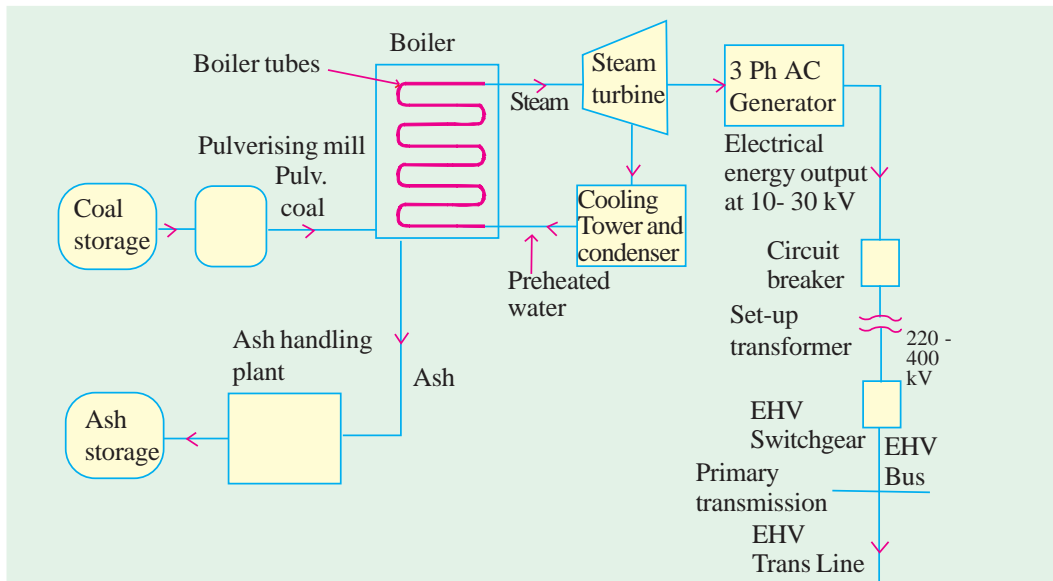 Boiler
Boiler tubes
Steam
Steam
turbine
3 Ph AC
Generator
Electrical
energy output
at 10- 30 kV
Pulverising mill
Pulv.
coal
Coal
storage
Cooling
Tower and
condenser
Preheated
water
Circuit
breaker
Set-up
transformer
220 -
400
kV
Ash handling
plant
Ash
Ash
storage
EHV
Switchgear
EHV
Bus
Primary
transmission
EHV
Trans Line